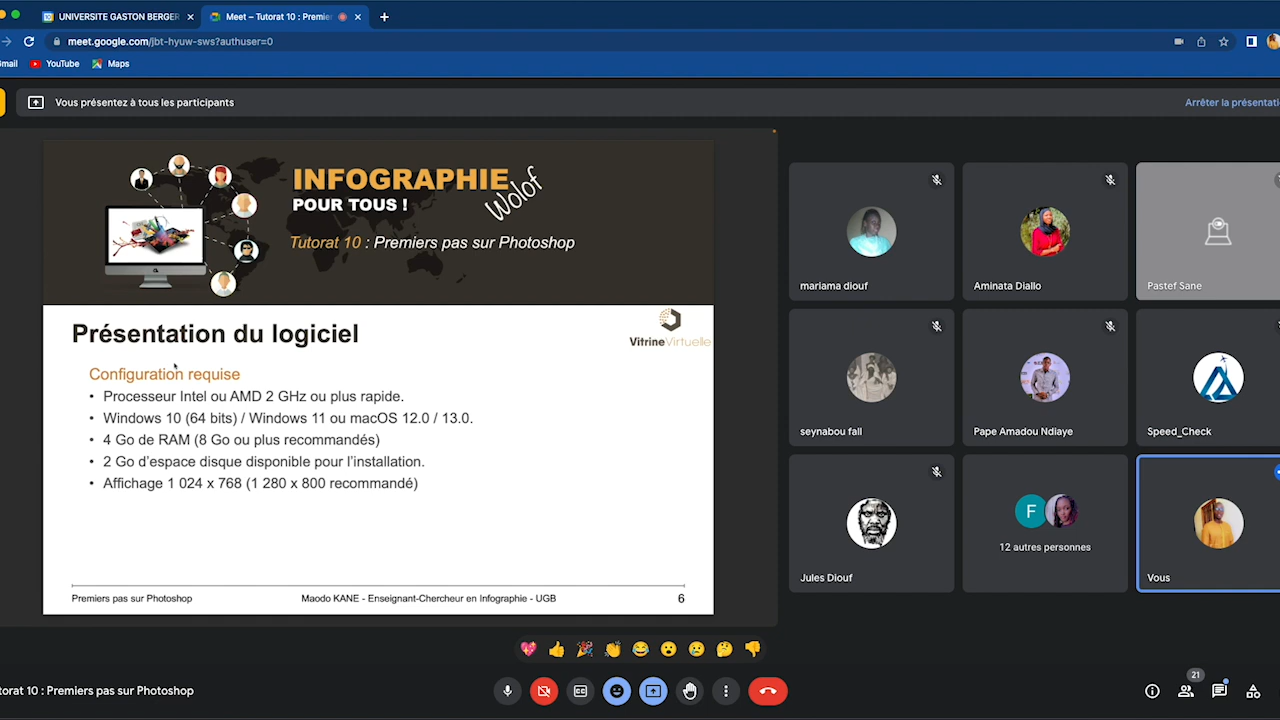 UNIVERSITE GASTON BERGER
Meet – Tutorat 10 : Premie
meet.google.com/jbt-hyuw-sws?authuser=0
mail
YouTube
Maps
Vous présentez à tous les participants
Arrêter la présentati
INFOGRAPHIE
Wolof
POUR TOUS !
Tutorat 10 : Premiers pas sur Photoshop
Présentation du logiciel
VitrineVirtuelle
Configuration requise
• Processeur Intel ou AMD 2 GHz ou plus rapide.
• Windows 10 (64 bits) / Windows 11 ou macOS 12.0 / 13.0.
• 4 Go de RAM (8 Go ou plus recommandés)
• 2 Go d'espace disque disponible pour l'installation.
• Affichage 1 024 x 768 (1 280 x 800 recommandé)
Premiers pas sur Photoshop
Maodo KANE - Enseignant-Chercheur en Infographie - UGB
6
mariama diouf
Aminata Diallo
Pastef Sane
seynabou fall
Pape Amadou Ndiaye
Speed_Check
Jules Diouf
F
12 autres personnes
Vous
torat 10 : Premiers pas sur Photoshop
21